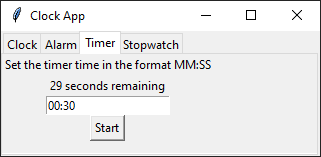 Clock App
Clock Alarm Timer Stopwatch
Set the timer time in the format MM:SS
29 seconds remaining
00:30
Start